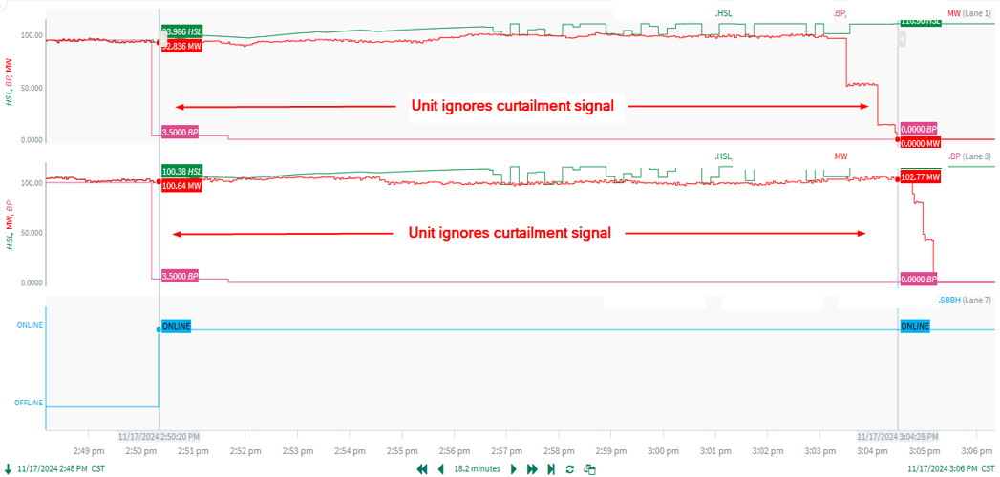 .HSL .BP, MW (Lane 1)
93.986 HSL
92.836 MW
100.00
50.000
0.0000
HSL, BP, MW
Unit ignores curtailment signal
3.5000 BP
0.0000 BP
0.0000 MW
.HSL, MW .BP (Lane 3)
100.38 HSL
100.64 MW
102.77 MW
100.00
50.000
0.0000
HSL, MW, BP
Unit ignores curtailment signal
3.5000 BP
0.0000 BP
.SBBH (Lane 7)
ONLINE
ONLINE
ONLINE
OFFLINE
11/17/2024 2:50:20 PM
11/17/2024 3:04:28 PM
2:49 pm 2:50 pm 2:51 pm 2:52 pm 2:53 pm 2:54 pm 2:55 pm 2:56 pm 2:57 pm 2:58 pm 2:59 pm 3:00 pm 3:01 pm 3:02 pm 3:03 pm 3:04 pm 3:05 pm 3:06 pm
11/17/2024 2:48 PM CST
18.2 minutes
11/17/2024 3:06 PM CST